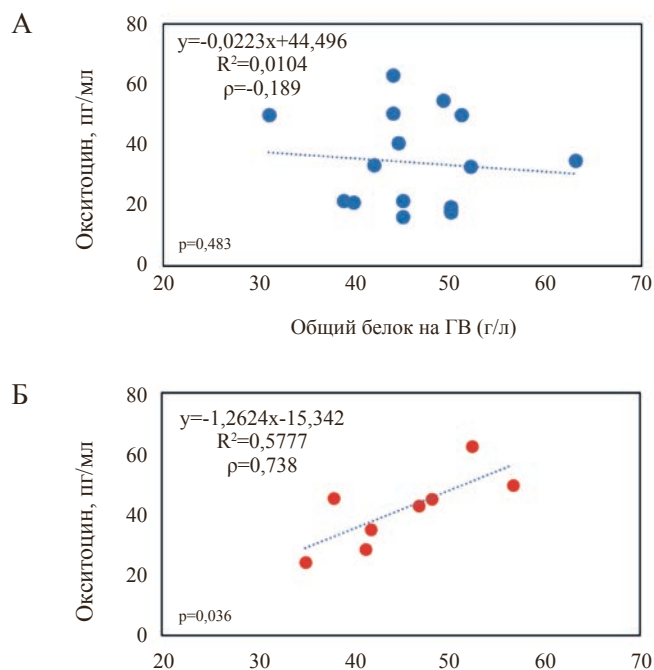 А
Окситоцин, пг/мл
80
60
40
20
0
y=-0,0223x+44,496
R²=0,0104
ρ=-0,189
p=0,483
20 30 40 50 60 70
Общий белок на ГВ (г/л)
Б
Окситоцин, пг/мл
80
60
40
20
0
y=-1,2624x-15,342
R²=0,5777
ρ=0,738
p=0,036
20 30 40 50 60 70